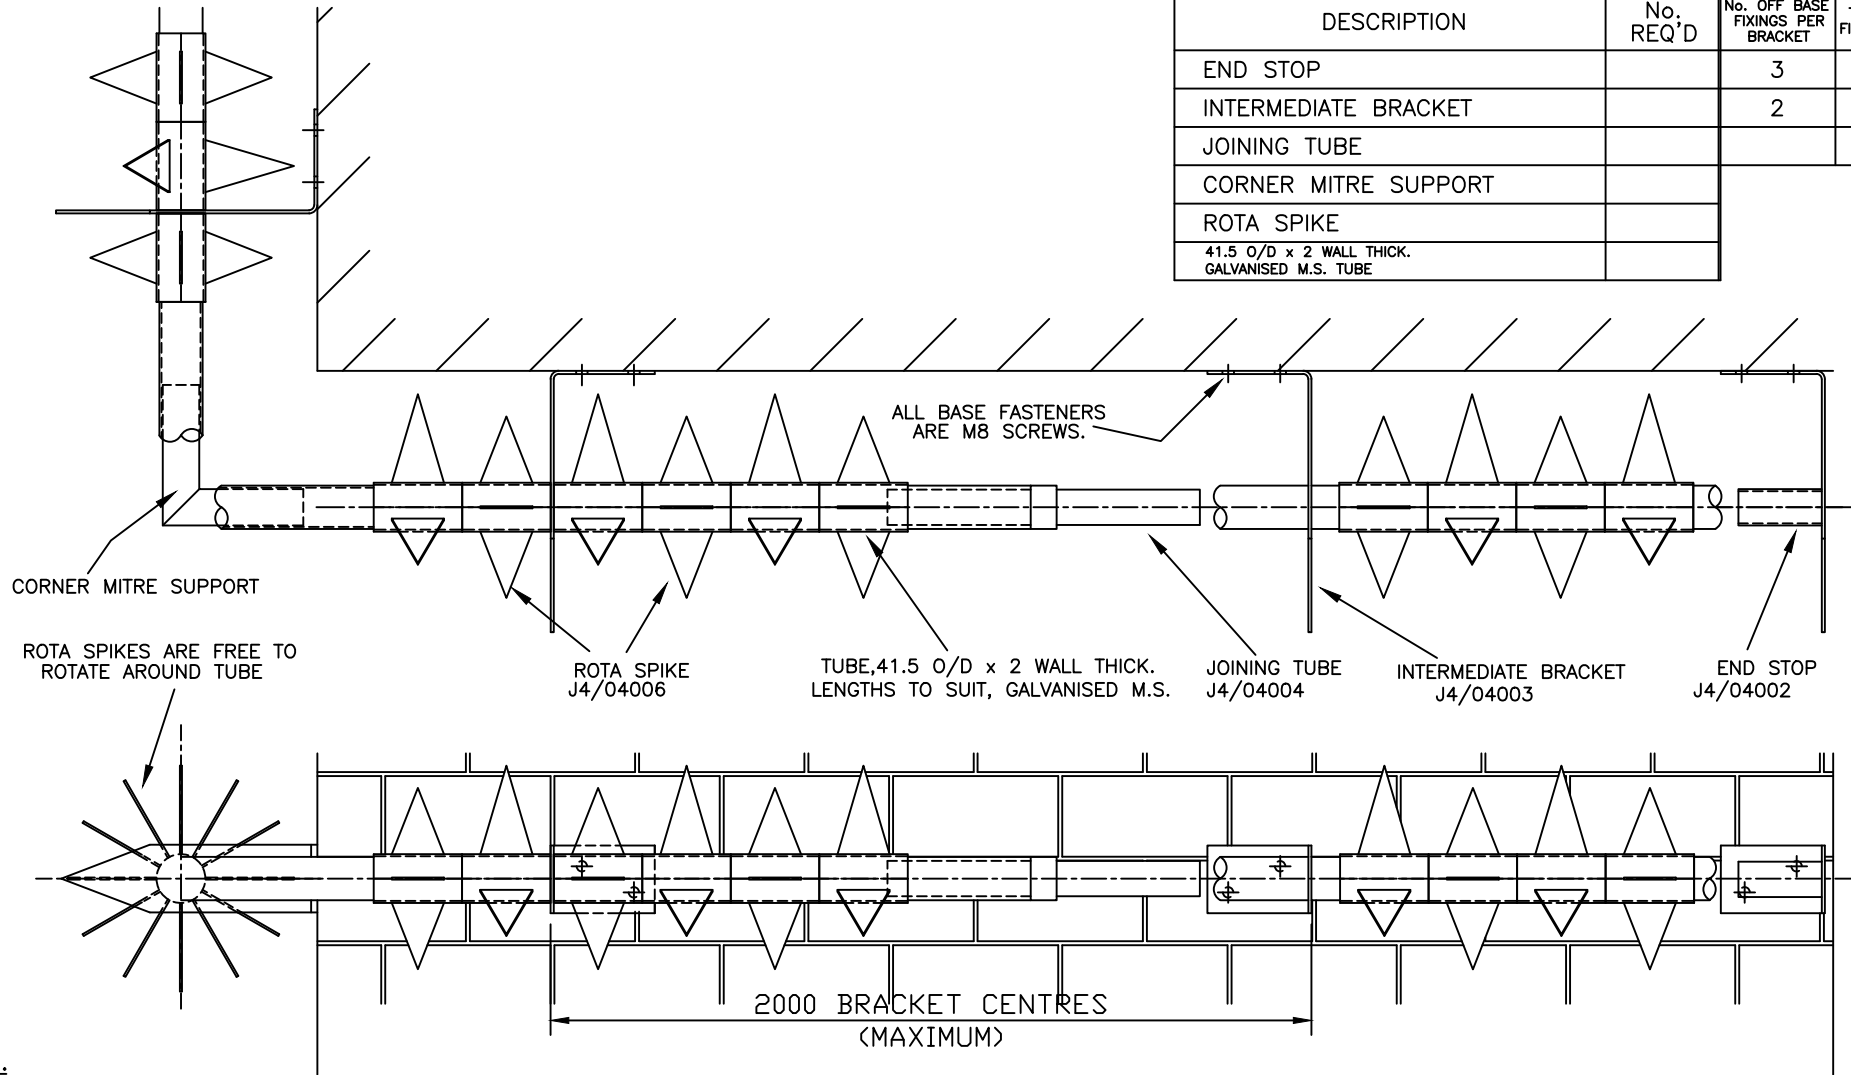 DESCRIPTION
No.
REQ'D
No. OFF BASE
FIXINGS PER
BRACKET
END STOP
3
INTERMEDIATE BRACKET
2
JOINING TUBE
CORNER MITRE SUPPORT
ROTA SPIKE
41.5 O/D x 2 WALL THICK.
GALVANISED M.S. TUBE
ALL BASE FASTENERS
ARE M8 SCREWS.
CORNER MITRE SUPPORT
ROTA SPIKES ARE FREE TO
ROTATE AROUND TUBE
ROTA SPIKE
J4/04006
TUBE,41.5 O/D x 2 WALL THICK.
LENGTHS TO SUIT, GALVANISED M.S.
JOINING TUBE
J4/04004
INTERMEDIATE BRACKET
J4/04003
END STOP
J4/04002
2000 BRACKET CENTRES
(MAXIMUM)